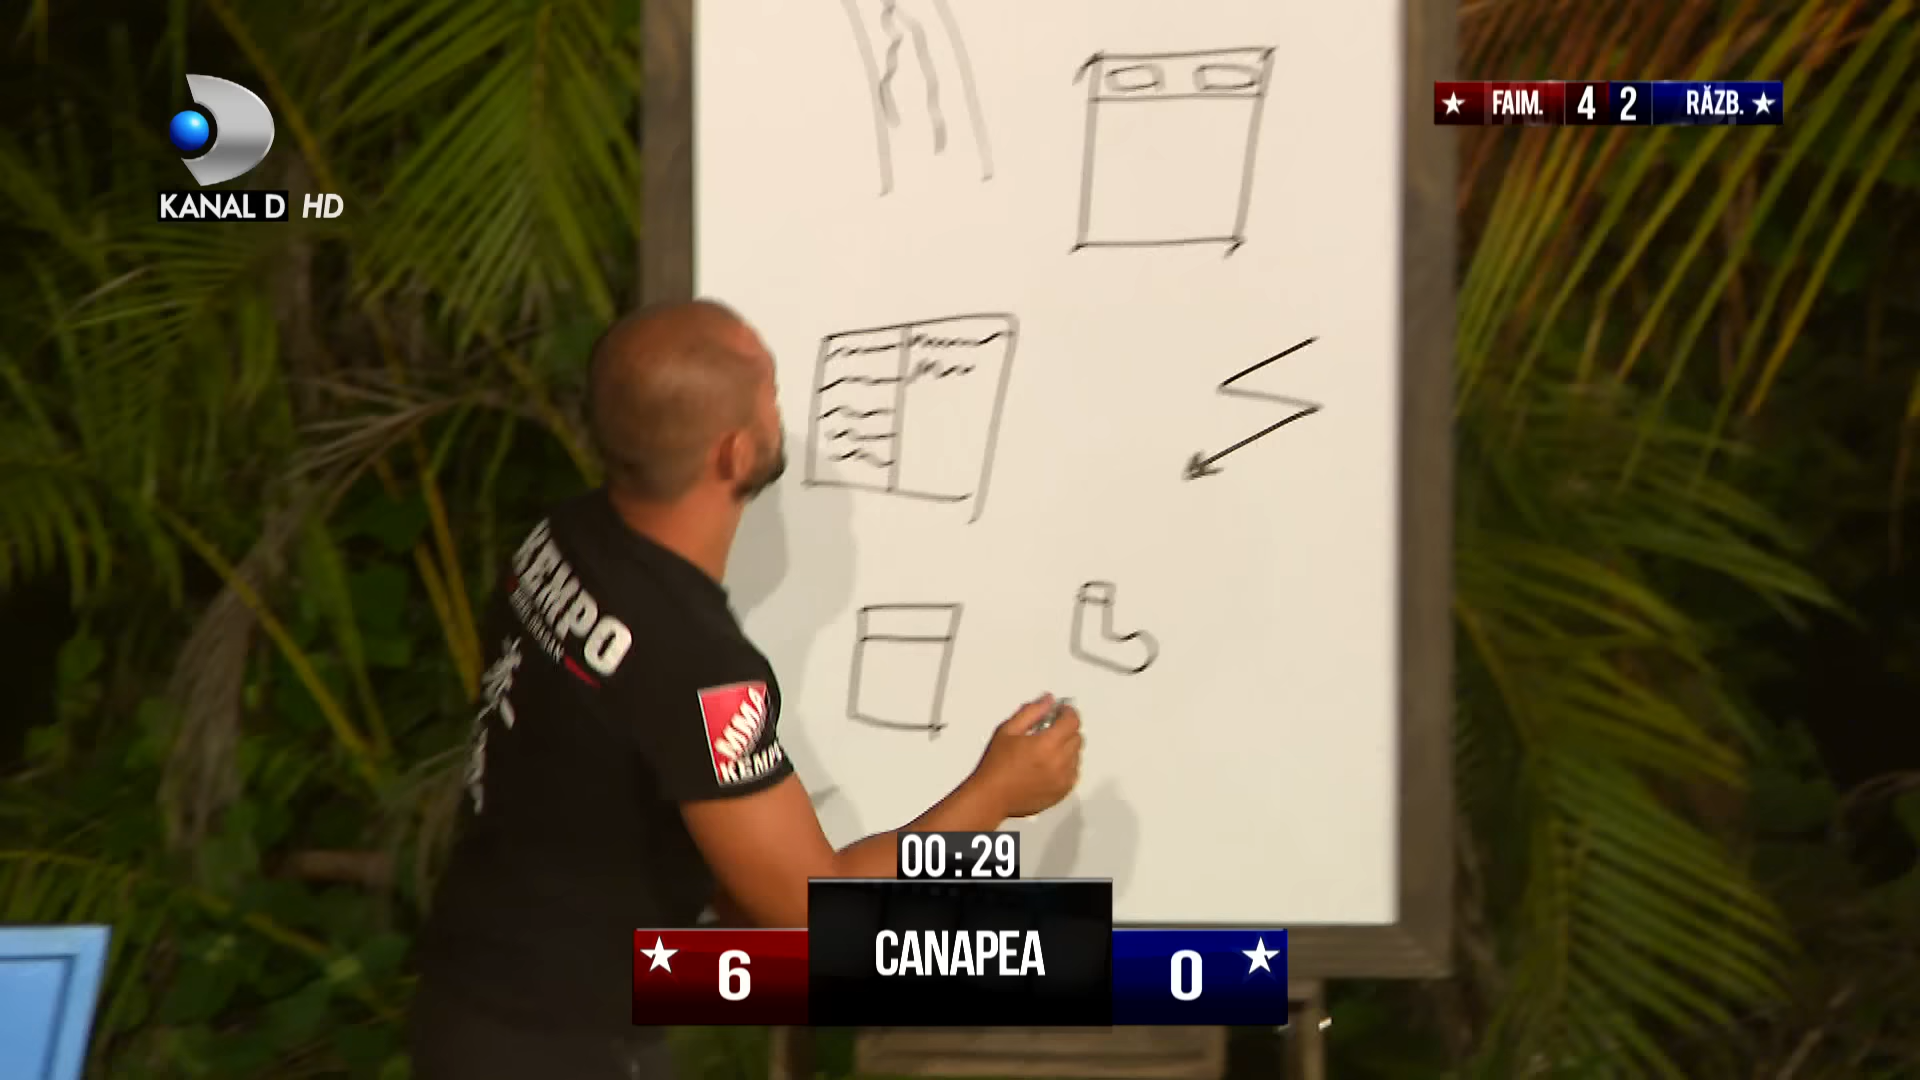 KANAL D HD
★ FAIM. 4 2 RĂZB. ★
KEMPO
MMA
KEMPO
00:29
★ 6 CANAPEA 0 ★